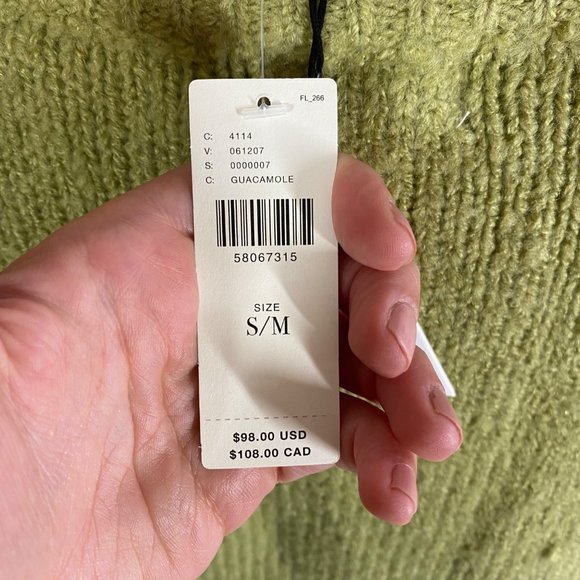 FL_266
C: 4114
V: 061207
S: 0000007
C: GUACAMOLE
58067315
SIZE
S/M
$98.00 USD
$108.00 CAD